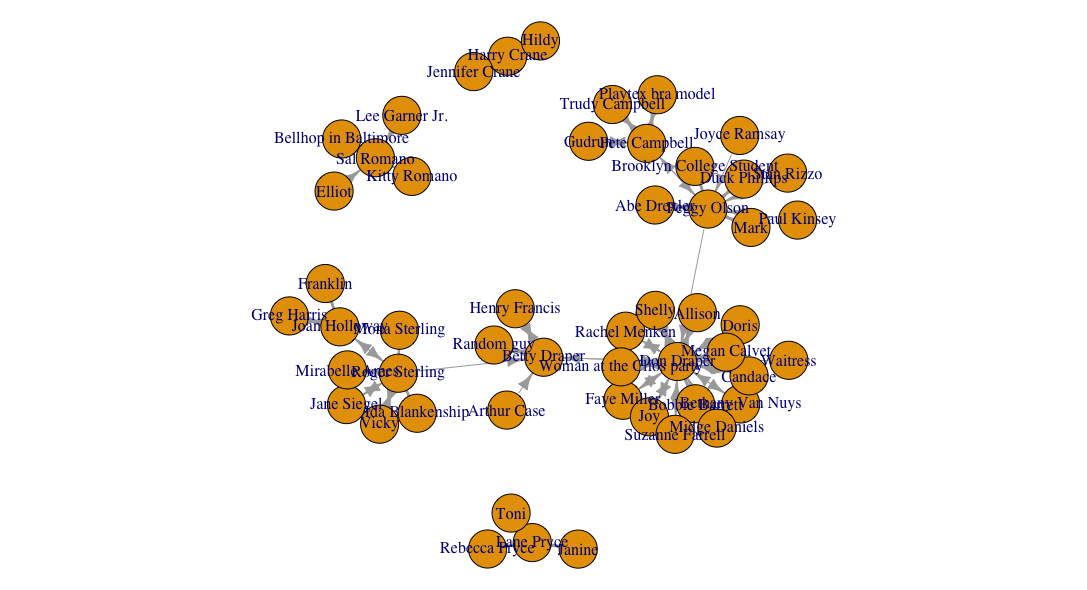 Hildy
Harry Crane
Jennifer Crane
Playtex bra model
Trudy Campbell
Lee Garner Jr.
Bellhop in Baltimore
Joyce Ramsay
Gudrun
Pete Campbell
Sal Romano
Brooklyn College Student
Kitty Romano
Duck Phillips
Stan Rizzo
Elliot
Abe Drexler
Peggy Olson
Paul Kinsey
Mark
Franklin
Henry Francis
Shelly
Allison
Greg Harris
Joan Holloway
Mona Sterling
Rachel Menken
Doris
Random guy
Betty Draper
Megan Calvet
Woman at the Clios party
Don Draper
Waitress
Mirabelle Ames
Roger Sterling
Candace
Jane Siegel
Ida Blankenship
Arthur Case
Faye Miller
Bobbie Barrett
Bethany Van Nuys
Vicky
Joy
Midge Daniels
Suzanne Farrell
Toni
Rebecca Pryce
Lane Pryce
Janine